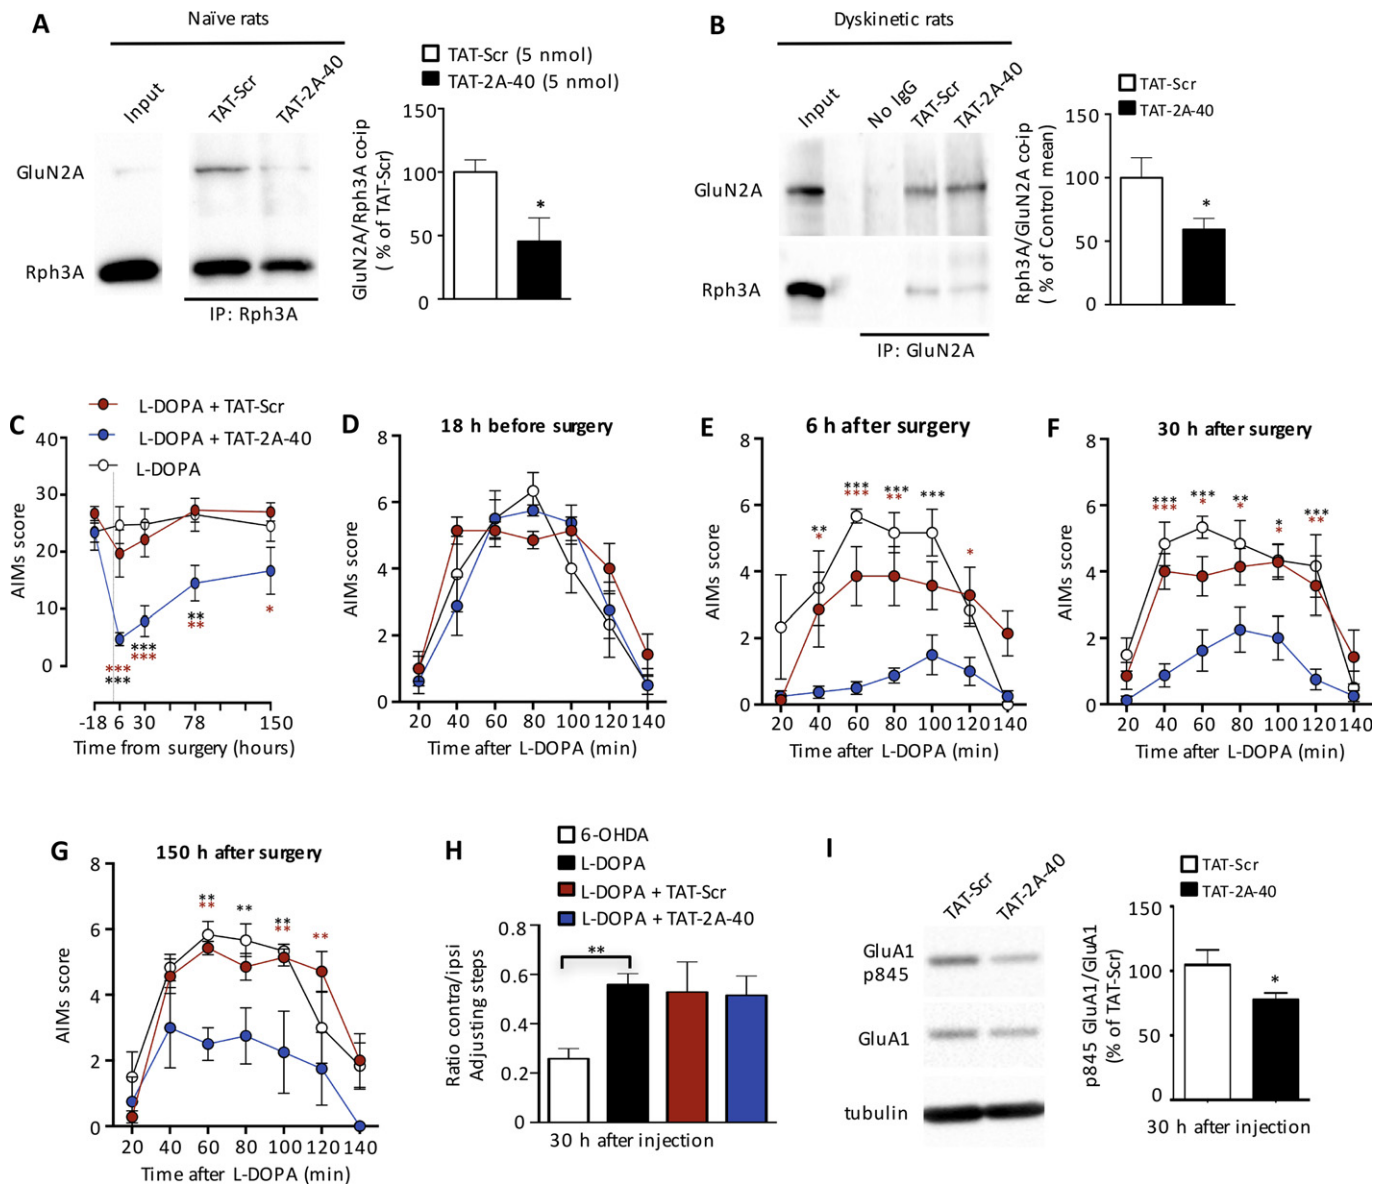 A
Naïve rats
Input
TAT-Scr
TAT-2A-40
GluN2A
Rph3A
IP: Rph3A
TAT-Scr (5 nmol)
TAT-2A-40 (5 nmol)
GluN2A/Rph3A co-ip
( % of TAT-Scr)
150
100
50
0
*
B
Dyskinetic rats
Input
No IgG
TAT-Scr
TAT-2A-40
GluN2A
Rph3A
IP: GluN2A
TAT-Scr
TAT-2A-40
Rph3A/GluN2A co-ip
( % of Control mean)
150
100
50
0
*
C
L-DOPA + TAT-Scr
L-DOPA + TAT-2A-40
L-DOPA
AIMs score
40
30
20
10
0
***
***
***
***
**
**
*
-18 6 30 78 150
Time from surgery (hours)
D
18 h before surgery
AIMs score
8
6
4
2
0
20 40 60 80 100 120 140
Time after L-DOPA (min)
E
6 h after surgery
AIMs score
8
6
4
2
0
**
*
***
***
***
**
***
*
20 40 60 80 100 120 140
Time after L-DOPA (min)
F
30 h after surgery
AIMs score
8
6
4
2
0
***
***
***
*
**
*
*
*
***
**
20 40 60 80 100 120 140
Time after L-DOPA (min)
G
150 h after surgery
AIMs score
8
6
4
2
0
**
**
**
**
**
**
20 40 60 80 100 120 140
Time after L-DOPA (min)
H
6-OHDA
L-DOPA
L-DOPA + TAT-Scr
L-DOPA + TAT-2A-40
Ratio contra/ipsi
Adjusting steps
0.8
0.6
0.4
0.2
0
**
30 h after injection
I
TAT-Scr
TAT-2A-40
GluA1
p845
GluA1
tubulin
TAT-Scr
TAT-2A-40
p845 GluA1/GluA1
(% of TAT-Scr)
150
100
50
0
*
30 h after injection